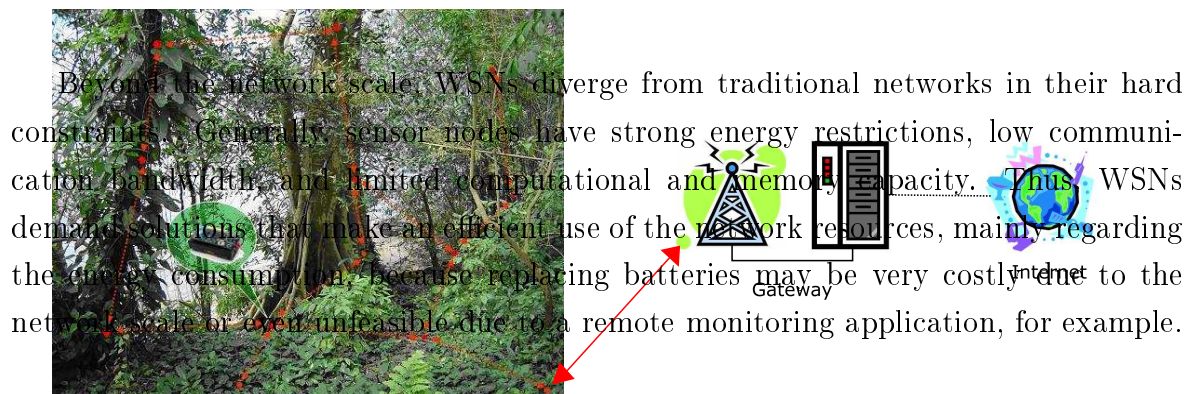 Beyond the network scale, WSNs diverge from traditional networks in their hard
constraints. Generally, sensor nodes have strong energy restrictions, low communi-
cation bandwidth, and limited computational and memory capacity. Thus, WSNs
demand solutions that make an efficient use of the network resources, mainly regarding
the energy consumption, because replacing batteries may be very costly due to the
network scale or even unfeasible due to a remote monitoring application, for example.
Internet
Gateway